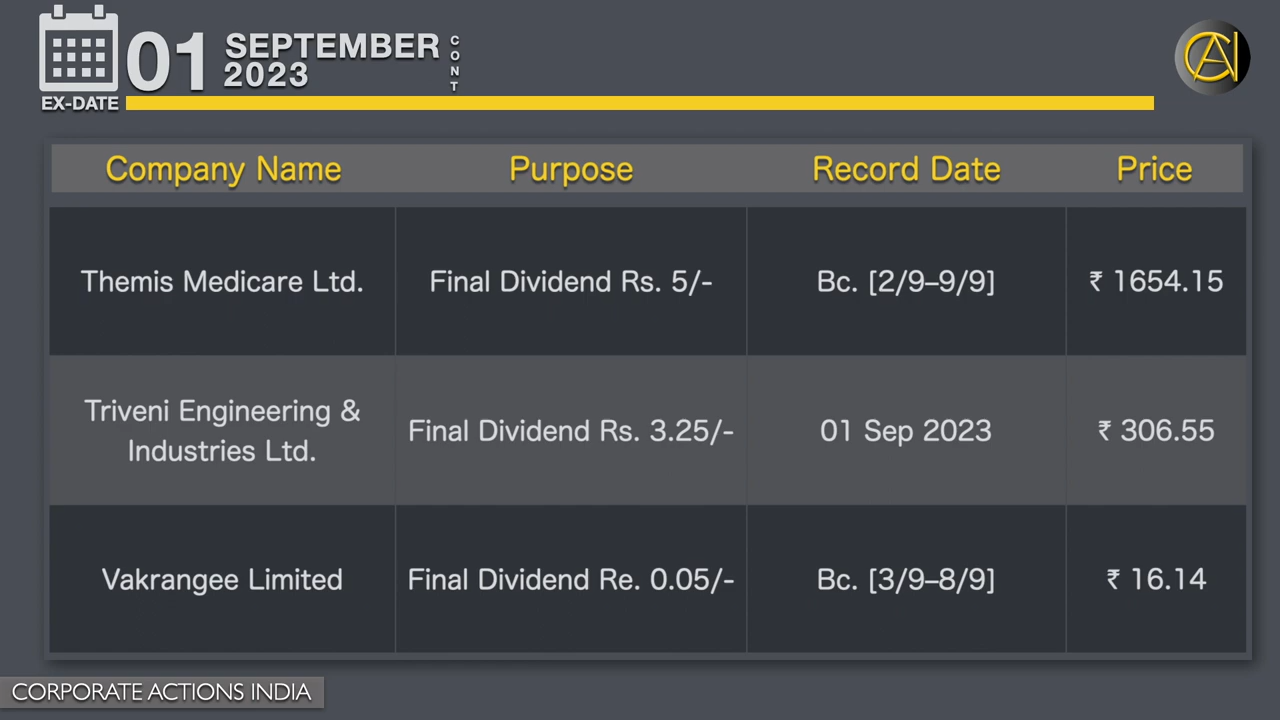 01 SEPTEMBER 2023 CONT
EX-DATE
CAI
Company Name Purpose Record Date Price
Themis Medicare Ltd. Final Dividend Rs. 5/- Bc. [2/9–9/9] ₹ 1654.15
Triveni Engineering &
Industries Ltd. Final Dividend Rs. 3.25/- 01 Sep 2023 ₹ 306.55
Vakrangee Limited Final Dividend Re. 0.05/- Bc. [3/9–8/9] ₹ 16.14
CORPORATE ACTIONS INDIA